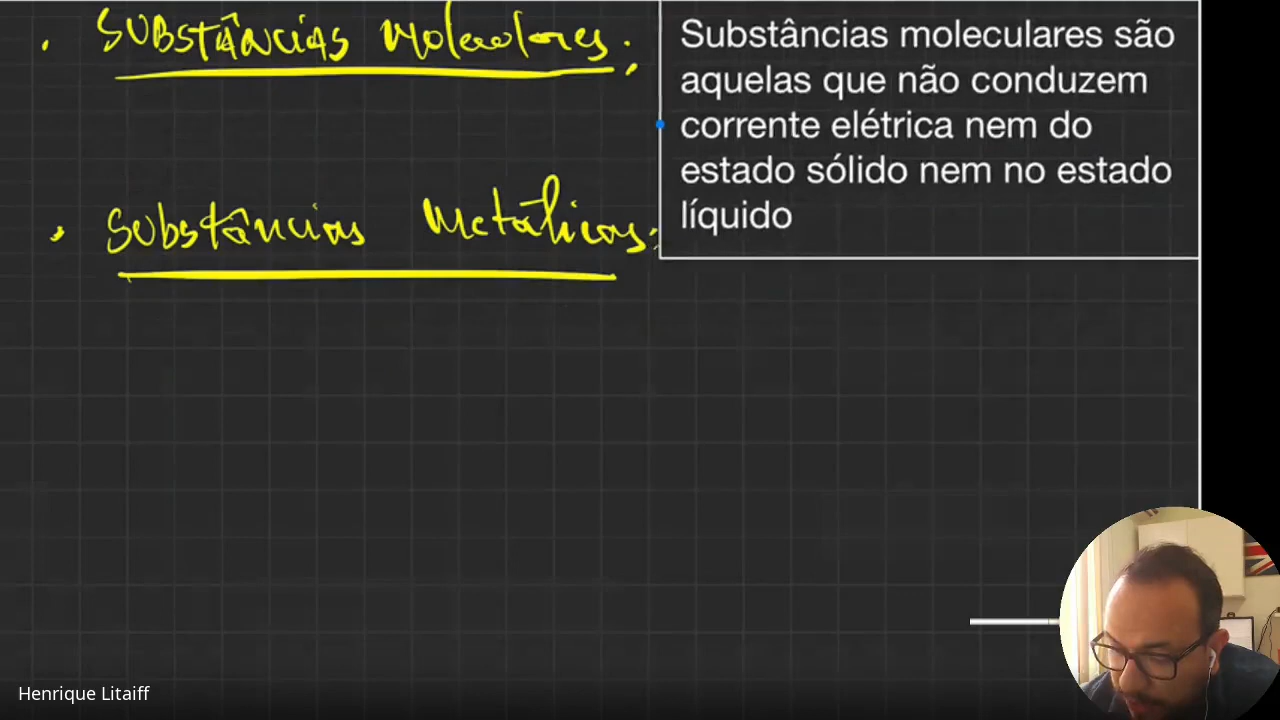 . SUBSTÂNCIAS Moleculares:
Substâncias moleculares são
aquelas que não conduzem
corrente elétrica nem do
estado sólido nem no estado
líquido
. Substâncias Metálicas:
Henrique Litaiff